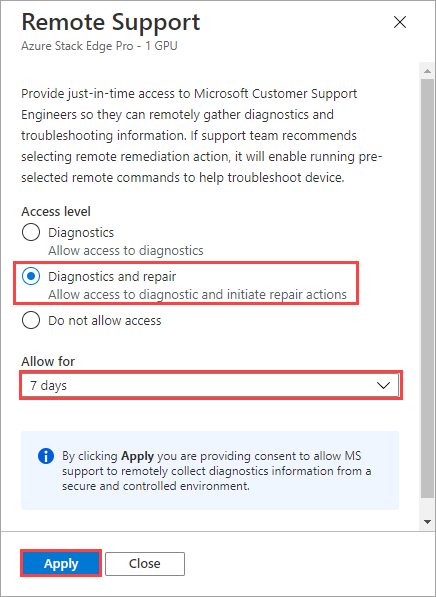 Remote Support
Azure Stack Edge Pro - 1 GPU
Provide just-in-time access to Microsoft Customer Support
Engineers so they can remotely gather diagnostics and
troubleshooting information. If support team recommends
selecting remote remediation action, it will enable running pre-
selected remote commands to help troubleshoot device.
Access level
Diagnostics
Allow access to diagnostics
Diagnostics and repair
Allow access to diagnostic and initiate repair actions
Do not allow access
Allow for
7 days
By clicking Apply you are providing consent to allow MS
support to remotely collect diagnostics information from a
secure and controlled environment.
Apply
Close